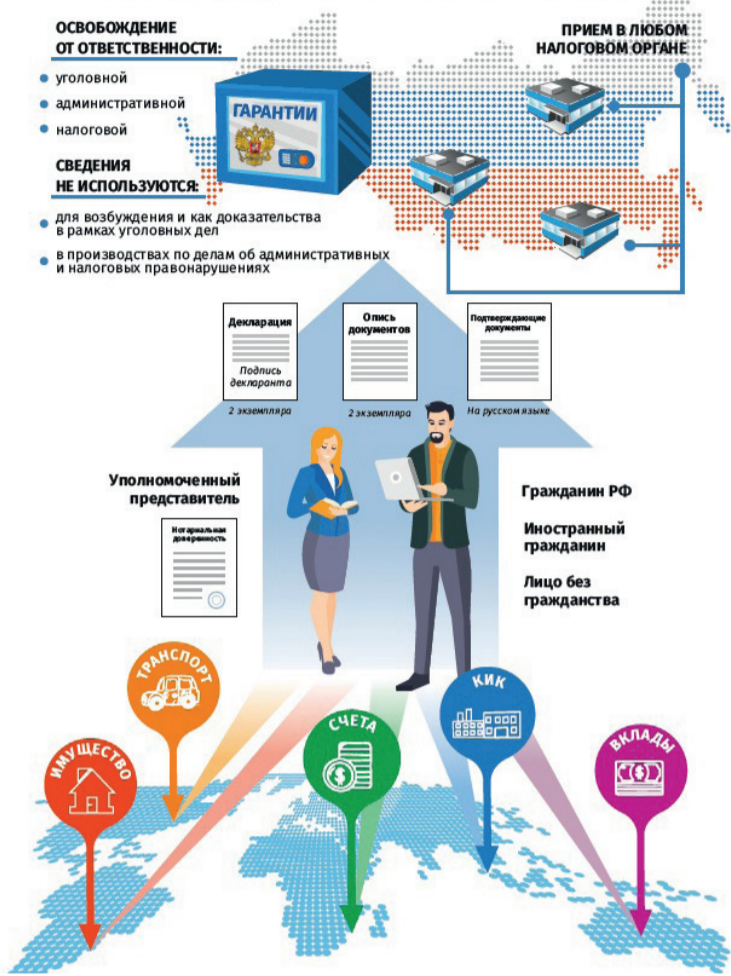 ОСВОБОЖДЕНИЕ
ОТ ОТВЕТСТВЕННОСТИ:
уголовной
административной
налоговой
СВЕДЕНИЯ
НЕ ИСПОЛЬЗУЮТСЯ:
для возбуждения и как доказательства
в рамках уголовных дел
в производствах по делам об административных
и налоговых правонарушениях
ГАРАНТИИ
ПРИЕМ В ЛЮБОМ
НАЛОГОВОМ ОРГАНЕ
Декларация
Подпись
декларанта
2 экземпляра
Опись
документов
2 экземпляра
Подтверждающие
документы
На русском языке
Уполномоченный
представитель
Нотариальная
доверенность
Гражданин РФ
Иностранный
гражданин
Лицо без
гражданства
ТРАНСПОРТ
ИМУЩЕСТВО
СЧЕТА
КИК
ВКЛАДЫ